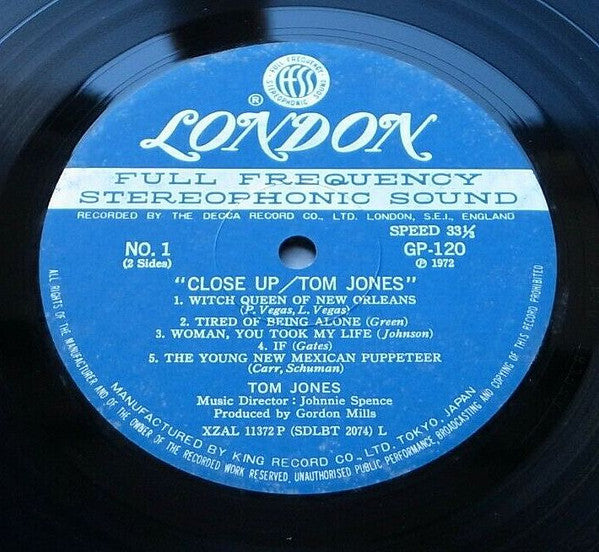 FULL FREQUENCY
ffss
STEREOPHONIC SOUND
®
LONDON
FULL FREQUENCY
STEREOPHONIC SOUND
RECORDED BY THE DECCA RECORD CO., LTD. LONDON, S.E.I., ENGLAND
SPEED 33⅓
NO. 1 GP-120
(2 Sides) ℗ 1972
"CLOSE UP/TOM JONES"
1. WITCH QUEEN OF NEW ORLEANS
(P. Vegas, L. Vegas)
2. TIRED OF BEING ALONE (Green)
3. WOMAN, YOU TOOK MY LIFE (Johnson)
4. IF (Gates)
5. THE YOUNG NEW MEXICAN PUPPETEER
(Carr, Schuman)
TOM JONES
Music Director : Johnnie Spence
Produced by Gordon Mills
XZAL 11372 P (SDLBT 2074) L
MANUFACTURED BY KING RECORD CO., LTD. TOKYO, JAPAN
ALL RIGHTS OF THE MANUFACTURER AND OF THE OWNER OF THE RECORDED WORK RESERVED, UNAUTHORISED PUBLIC PERFORMANCE, BROADCASTING AND COPYING OF THIS RECORD PROHIBITED